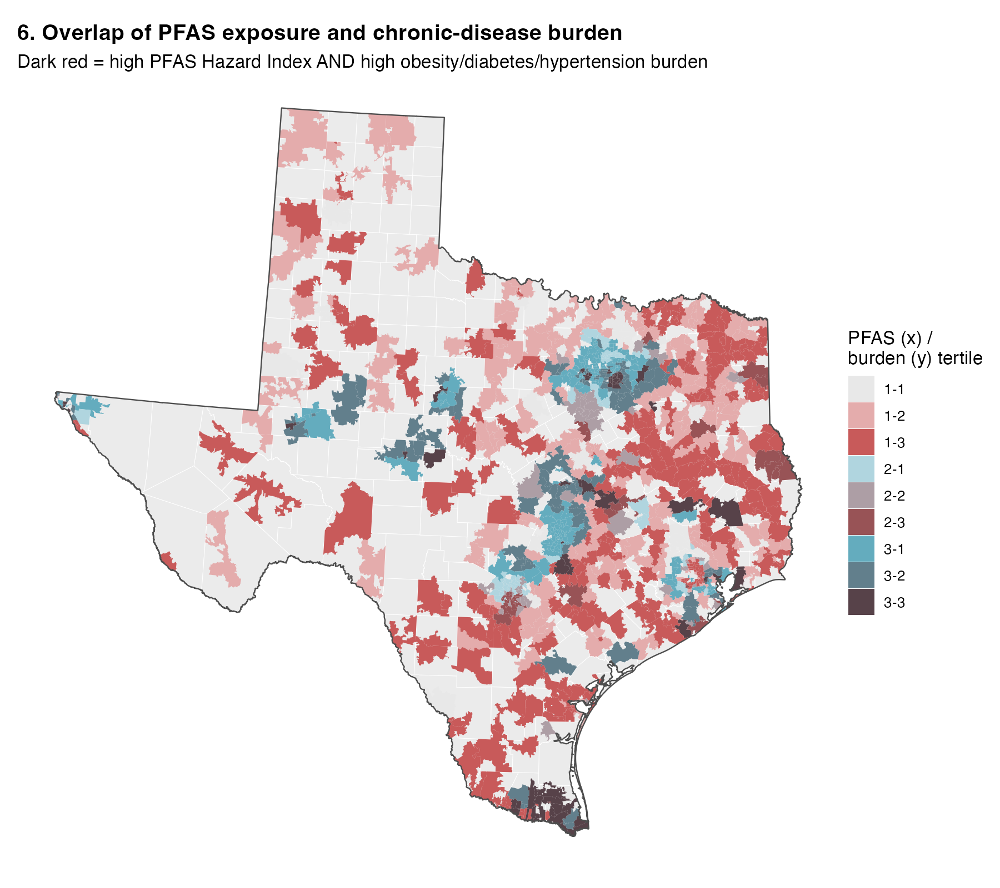 6. Overlap of PFAS exposure and chronic-disease burden
Dark red = high PFAS Hazard Index AND high obesity/diabetes/hypertension burden
PFAS (x) /
burden (y) tertile
1-1
1-2
1-3
2-1
2-2
2-3
3-1
3-2
3-3